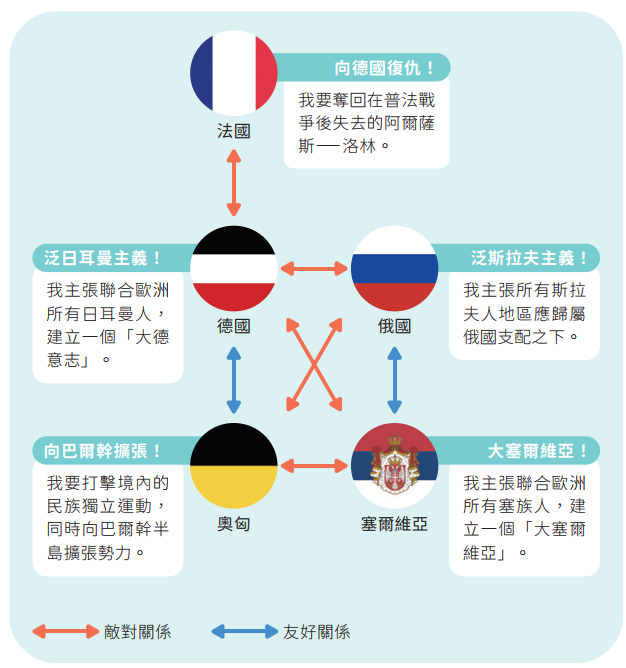 向德國復仇！
我要奪回在普法戰
爭後失去的阿爾薩
斯——洛林。
法國
泛日耳曼主義！
我主張聯合歐洲
所有日耳曼人，
建立一個「大德
意志」。
德國
泛斯拉夫主義！
我主張所有斯拉
夫人地區應歸屬
俄國支配之下。
俄國
向巴爾幹擴張！
我要打擊境內的
民族獨立運動，
同時向巴爾幹半
島擴張勢力。
奧匈
大塞爾維亞！
我主張聯合歐洲
所有塞族人，建
立一個「大塞爾
維亞」。
塞爾維亞
敵對關係
友好關係